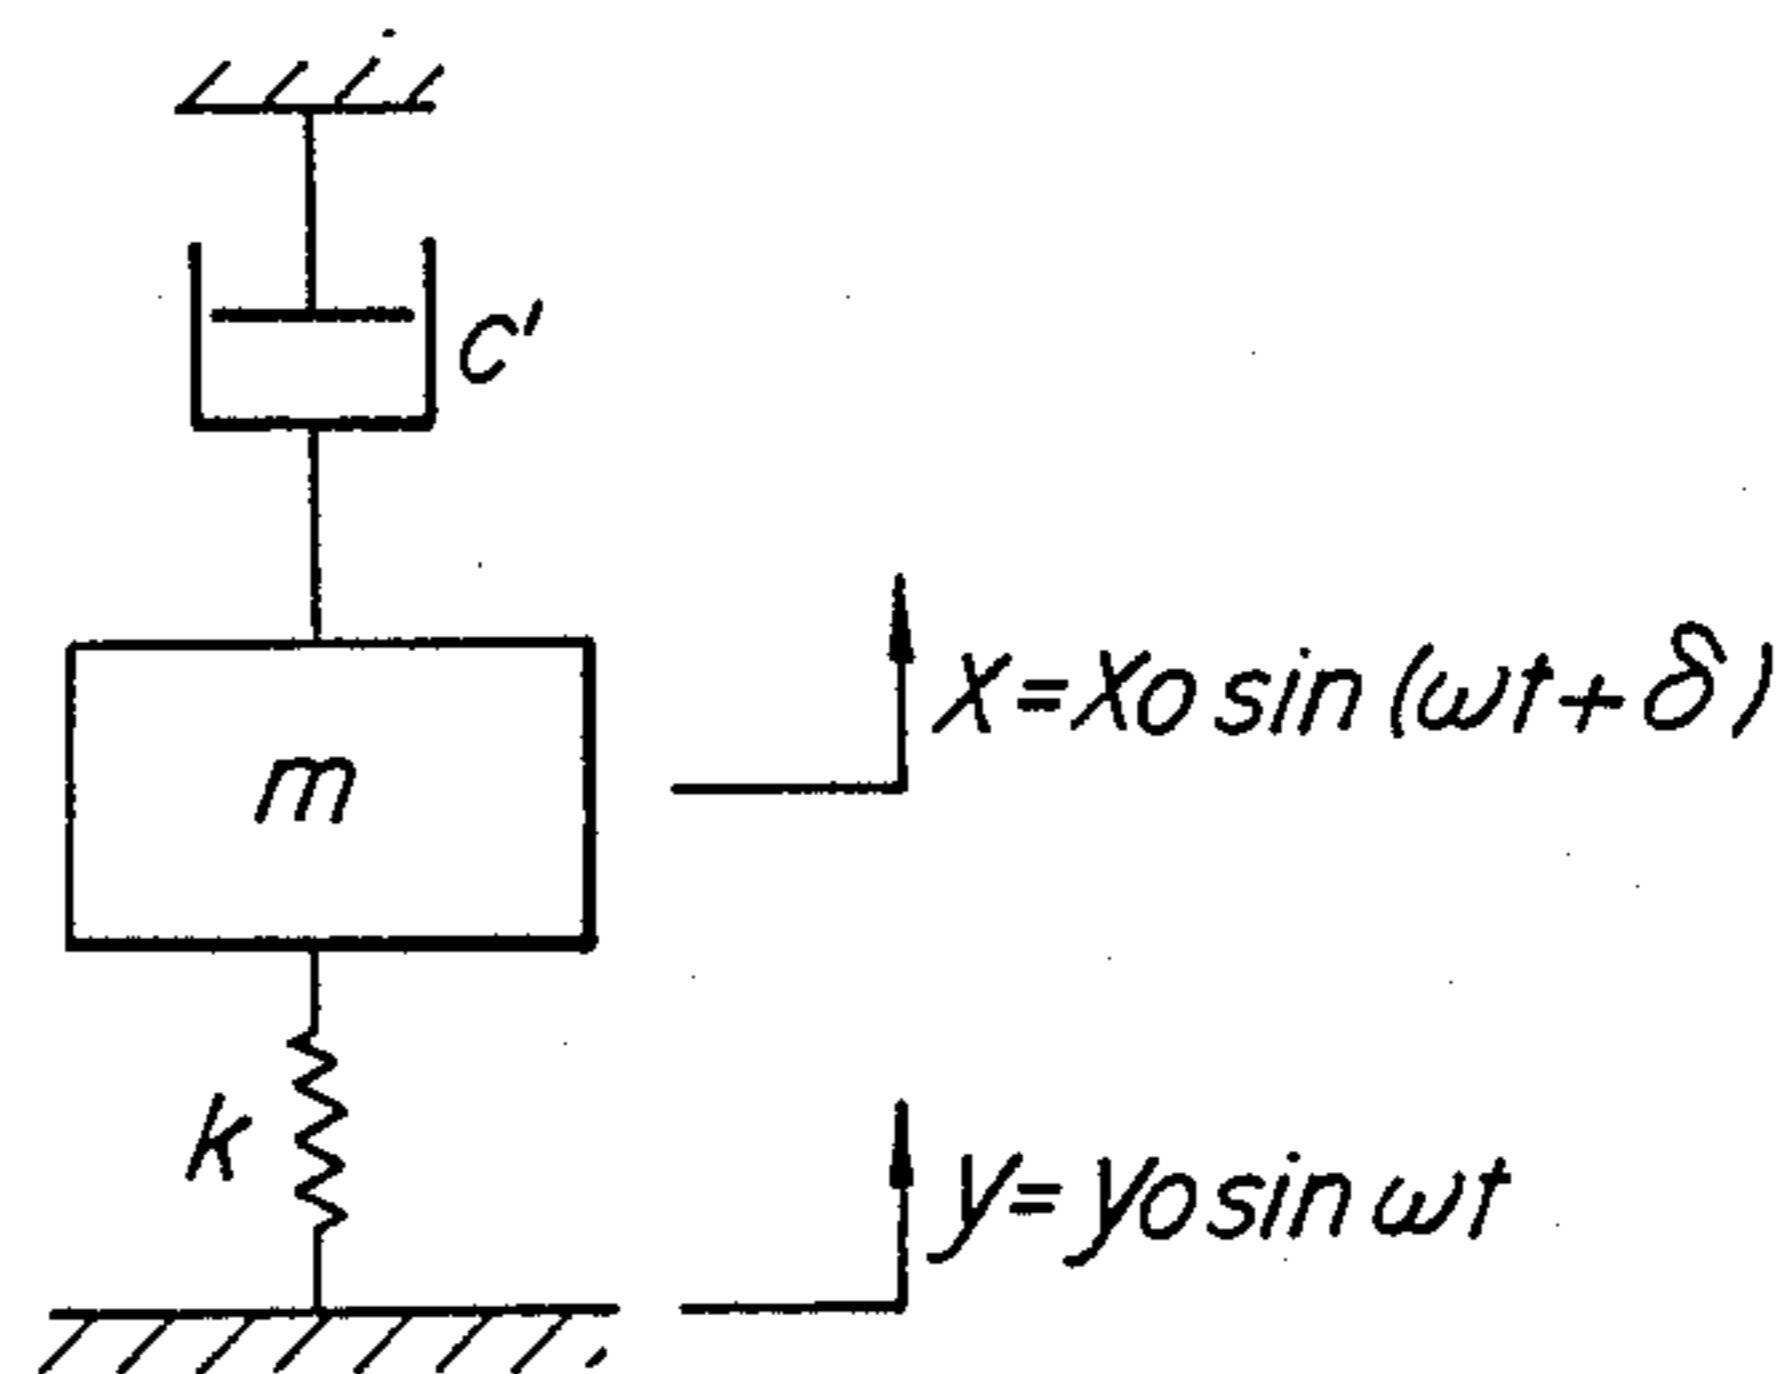 c'
m
x=xo sin (ωt+δ)
k
y=yo sin ωt